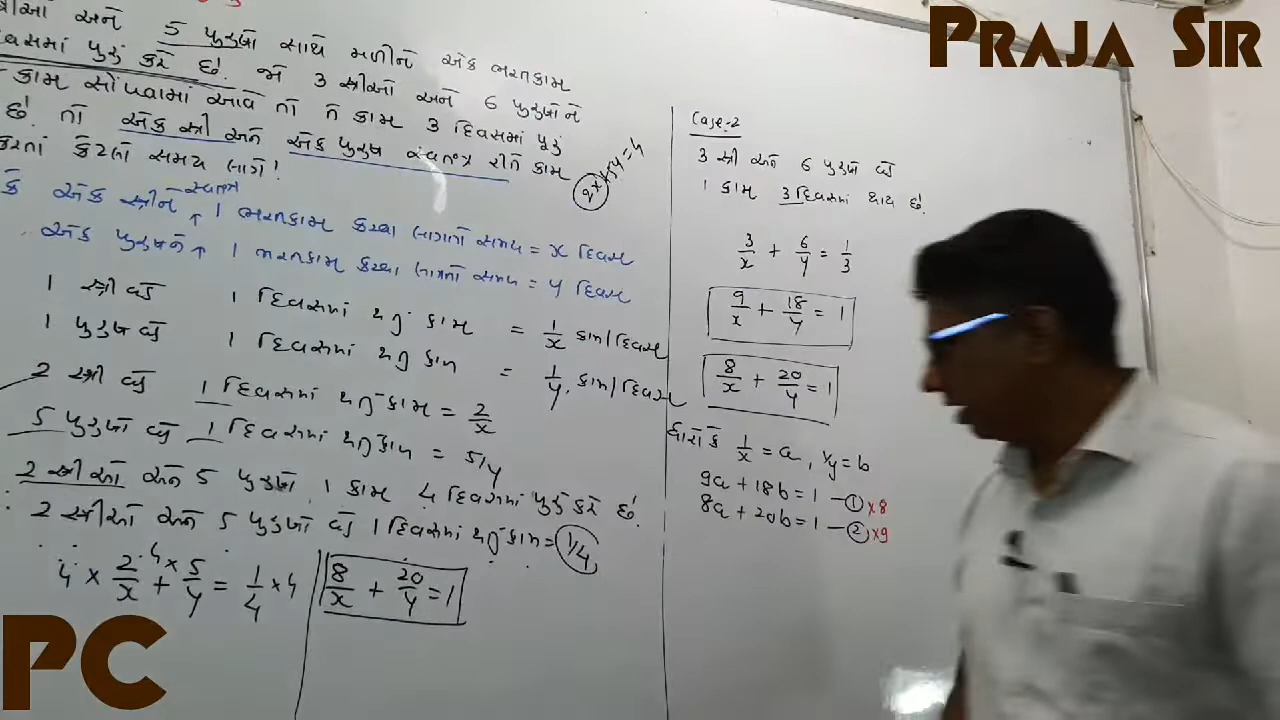 PRAJA SIR
અને 5 પુરુષો સાથે મળીને એક ભરતકામ
દિવસમાં પુરું કરે છે. જો 3 સ્ત્રીઓ અને 6 પુરુષોને
કામ સોંપવામાં આવે તો તે કામ 3 દિવસમાં પૂરું
છે. તો એક સ્ત્રી અને એક પુરુષ સ્વતંત્ર રીતે કામ
કરતાં કેટલો સમય લાગે!
2x+5y=4
કે એક સ્ત્રીને સ્વતંત્ર ↑ 1 ભરતકામ કરવા લાગતો સમય = x દિવસ
એક પુરુષને ↑ 1 ભરતકામ કરવા લાગતો સમય = y દિવસ
1 સ્ત્રી વડે 1 દિવસમાં થતું કામ = 1/x કામ/દિવસ
1 પુરુષ વડે 1 દિવસમાં થતું કામ = 1/y. કામ/દિવસ
2 સ્ત્રી વડે 1 દિવસમાં થતું કામ = 2/x
5 પુરુષો વડે 1 દિવસમાં થતું કામ = 5/y
2 સ્ત્રીઓ અને 5 પુરુષો 1 કામ 4 દિવસમાં પુરું કરે છે.
∴ 2 સ્ત્રીઓ અને 5 પુરુષો વડે 1 દિવસમાં થતું કામ = 1/4
∴ 4 × 2/x + 4 × 5/y = 1/4 × 4
8/x + 20/y = 1
Case-2
3 સ્ત્રી અને 6 પુરુષો વડે
1 કામ 3 દિવસમાં થાય છે.
3/x + 6/y = 1/3
9/x + 18/y = 1
8/x + 20/y = 1
ધારો કે 1/x = a, 1/y = b
9a + 18b = 1 — ① ×8
8a + 20b = 1 — ② ×9
PC